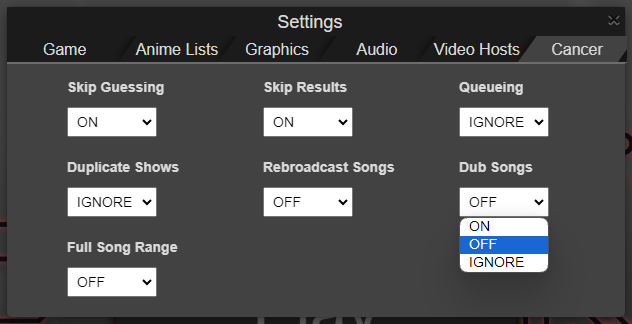 Settings
Game Anime Lists Graphics Audio Video Hosts Cancer
Skip Guessing Skip Results Queueing
ON ON IGNORE
Duplicate Shows Rebroadcast Songs Dub Songs
IGNORE OFF OFF
ON
OFF
IGNORE
Full Song Range
OFF